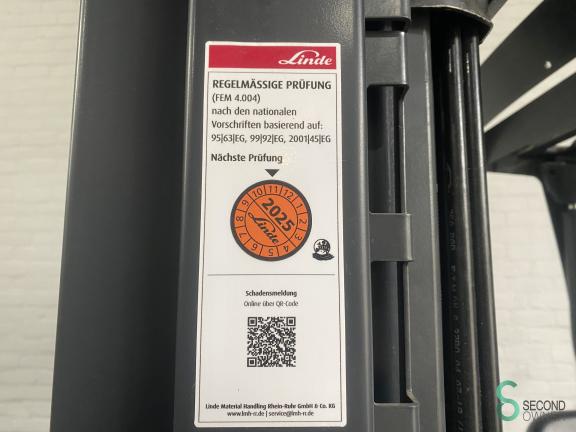 Linde
REGELMÄSSIGE PRÜFUNG
(FEM 4.004)
nach den nationalen
Vorschriften basierend auf:
95|63|EG, 99|92|EG, 2001|45|EG
Nächste Prüfung
10 11 12 1 2 3 4 5 6 7 8 9
2025
Linde
Schadensmeldung
Online über QR-Code
Linde Material Handling Rhein-Ruhr GmbH & Co. KG
www.lmh-rr.de | service@lmh-rr.de
SECOND